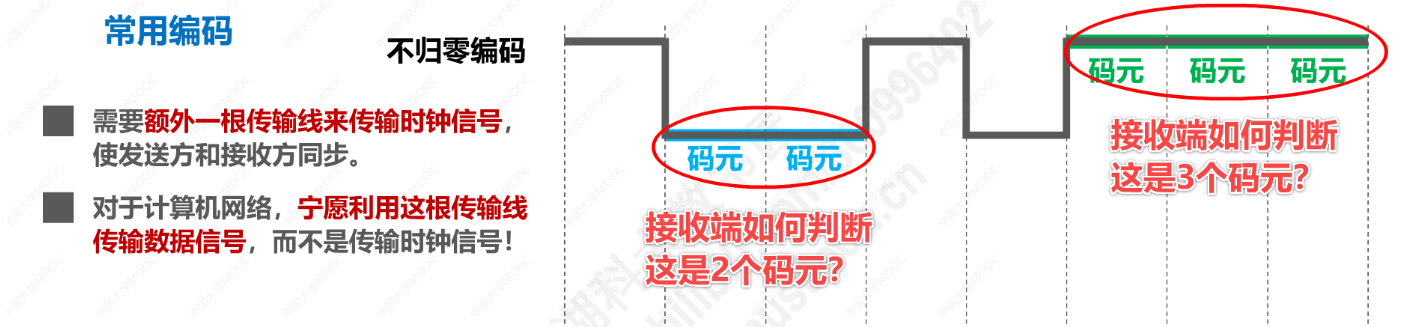 常用编码
不归零编码
需要额外一根传输线来传输时钟信号，
使发送方和接收方同步。
对于计算机网络，宁愿利用这根传输线
传输数据信号，而不是传输时钟信号！
码元 码元
接收端如何判断
这是2个码元？
码元 码元 码元
接收端如何判断
这是3个码元？